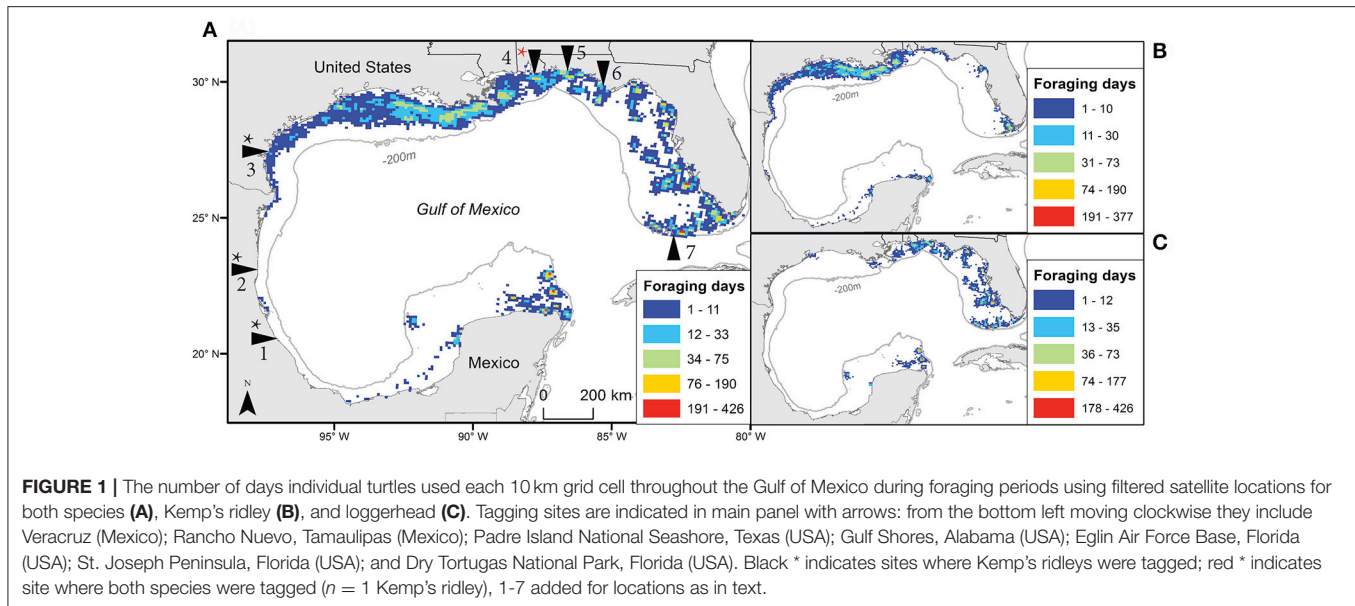 A
B
C
United States
30°N
25°N
20°N
95°W
90°W
85°W
80°W
-200m
Gulf of Mexico
Mexico
N
0 200 km
*
4
5
6
*
3
*
2
*
1
7
Foraging days
1 - 11
12 - 33
34 - 75
76 - 190
191 - 426
-200m
Foraging days
1 - 10
11 - 30
31 - 73
74 - 190
191 - 377
-200m
Foraging days
1 - 12
13 - 35
36 - 73
74 - 177
178 - 426
FIGURE 1 | The number of days individual turtles used each 10 km grid cell throughout the Gulf of Mexico during foraging periods using filtered satellite locations for
both species (A), Kemp's ridley (B), and loggerhead (C). Tagging sites are indicated in main panel with arrows: from the bottom left moving clockwise they include
Veracruz (Mexico); Rancho Nuevo, Tamaulipas (Mexico); Padre Island National Seashore, Texas (USA); Gulf Shores, Alabama (USA); Eglin Air Force Base, Florida
(USA); St. Joseph Peninsula, Florida (USA); and Dry Tortugas National Park, Florida (USA). Black * indicates sites where Kemp's ridleys were tagged; red * indicates
site where both species were tagged (n = 1 Kemp's ridley), 1-7 added for locations as in text.